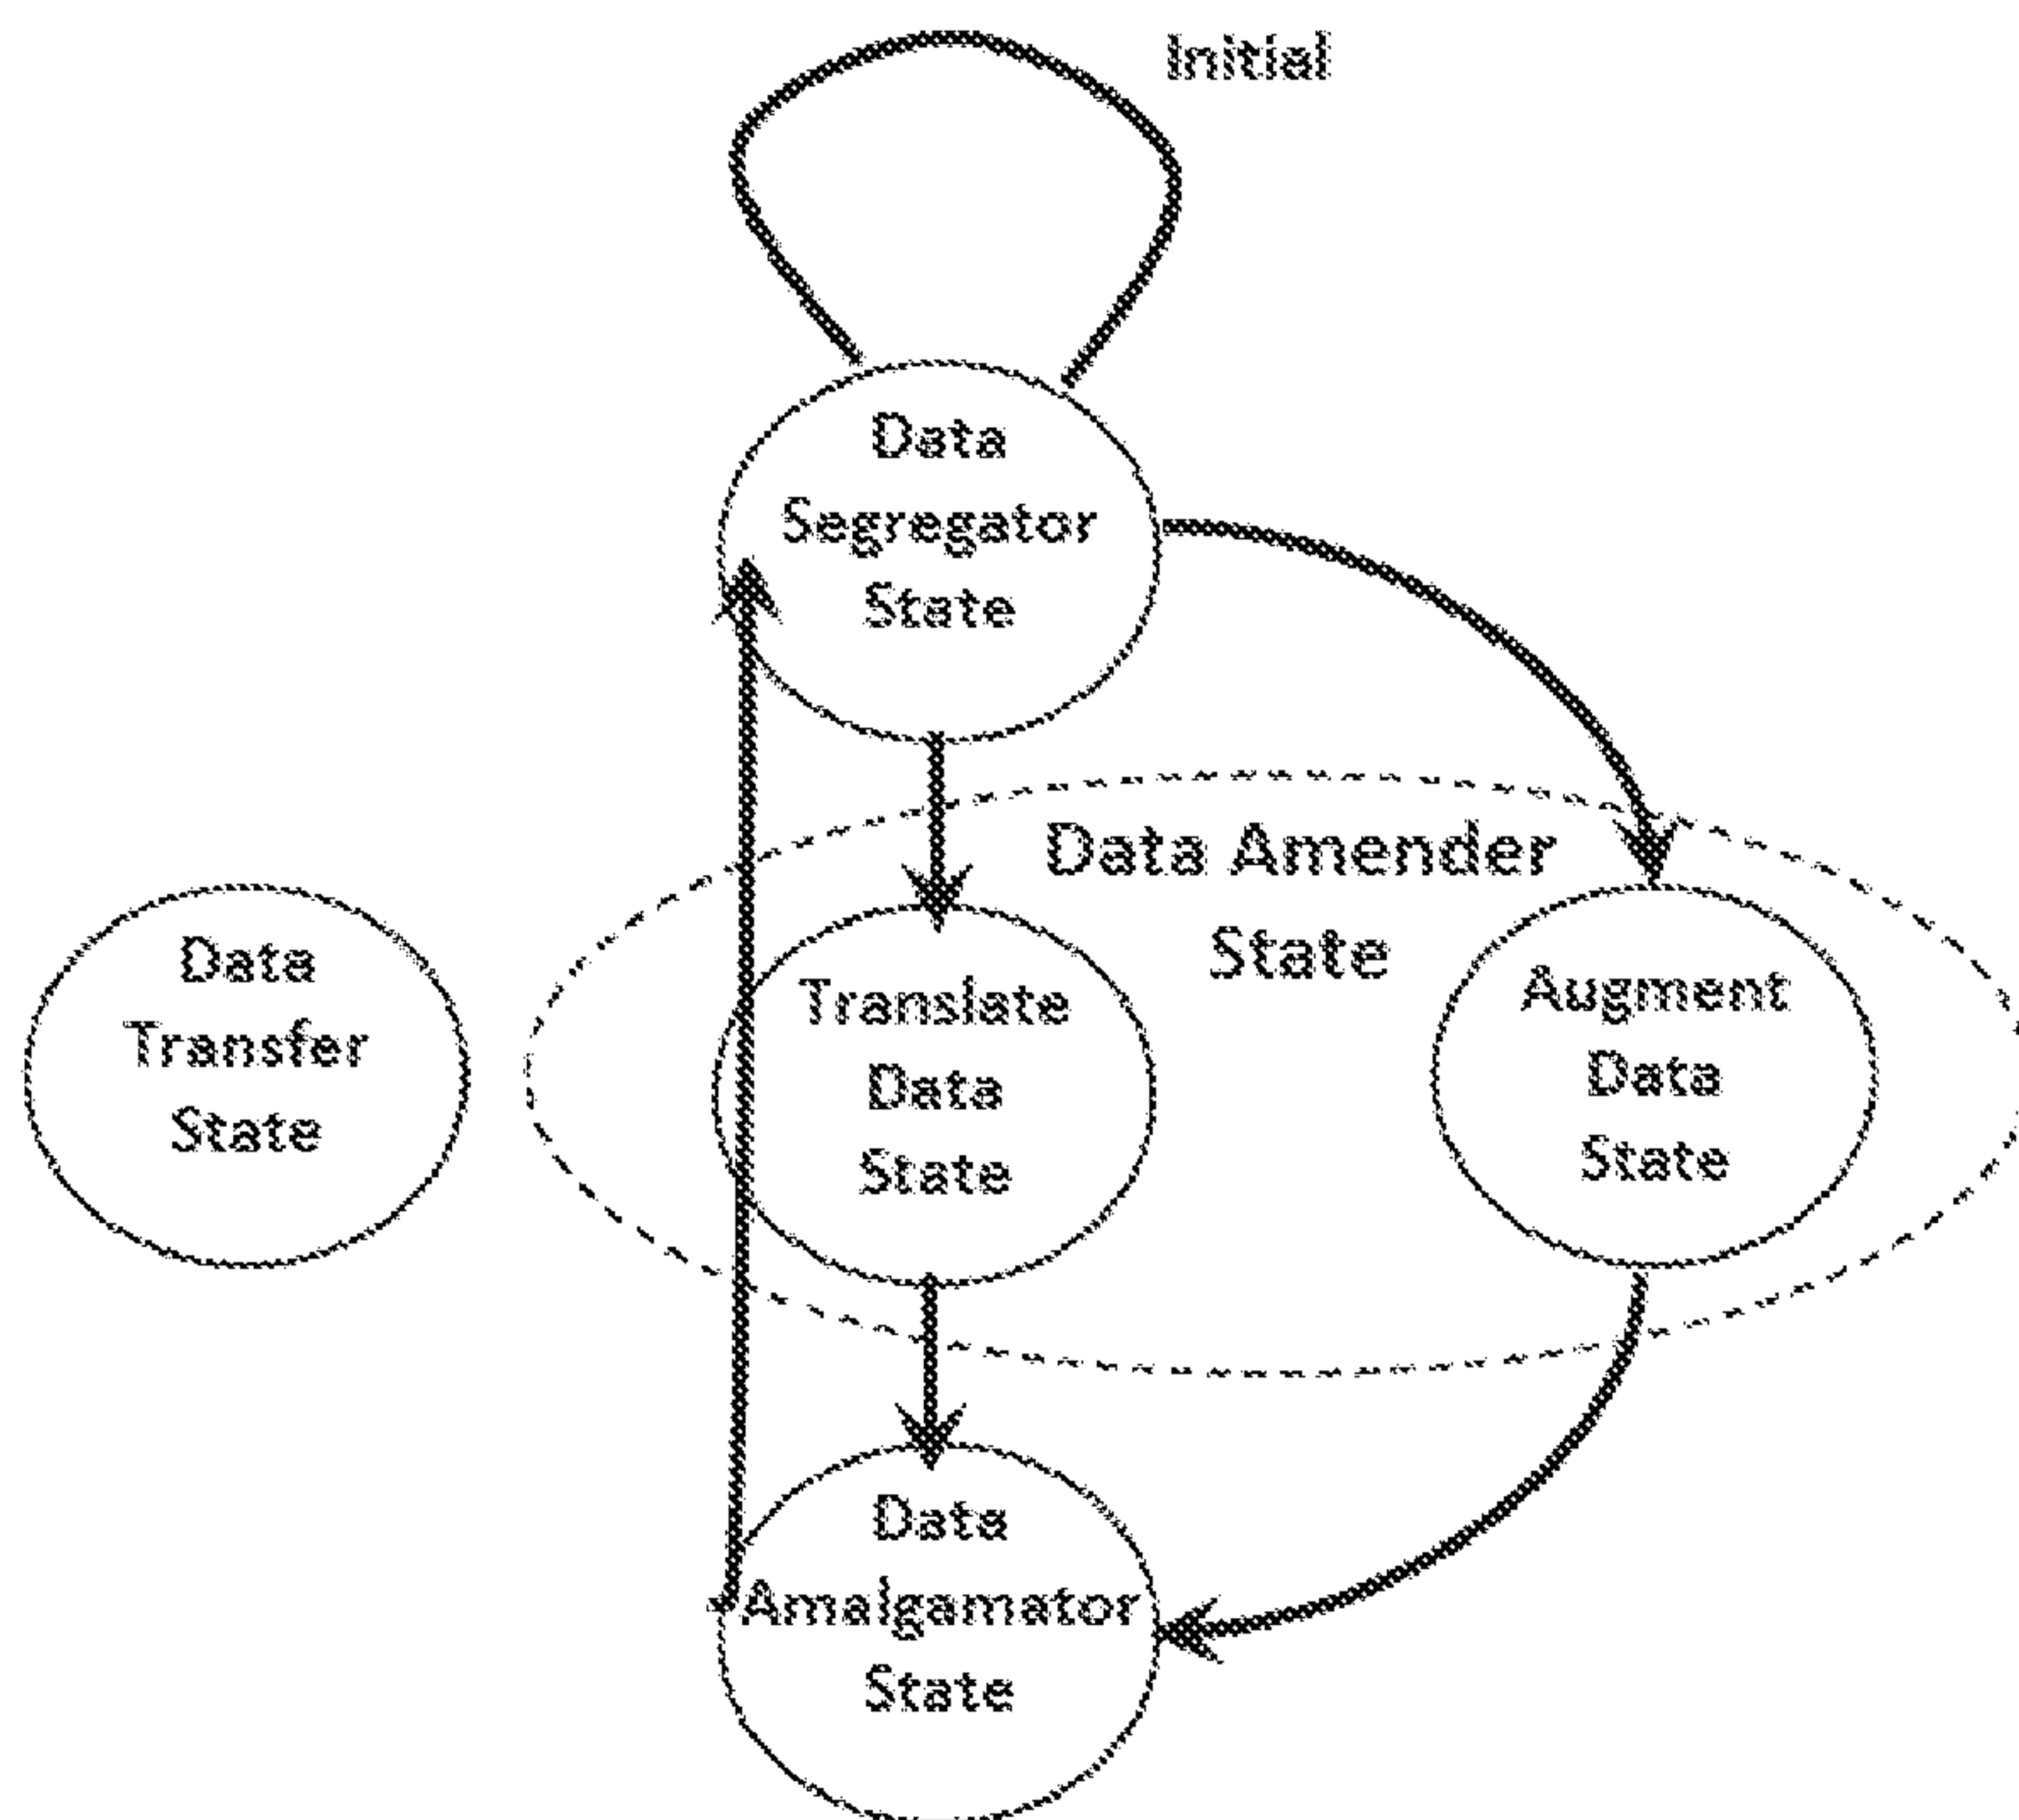 Initial
Data
Segregator
State
Data Amender
State
Data
Transfer
State
Translate
Data
State
Augment
Data
State
Data
Amalgamator
State